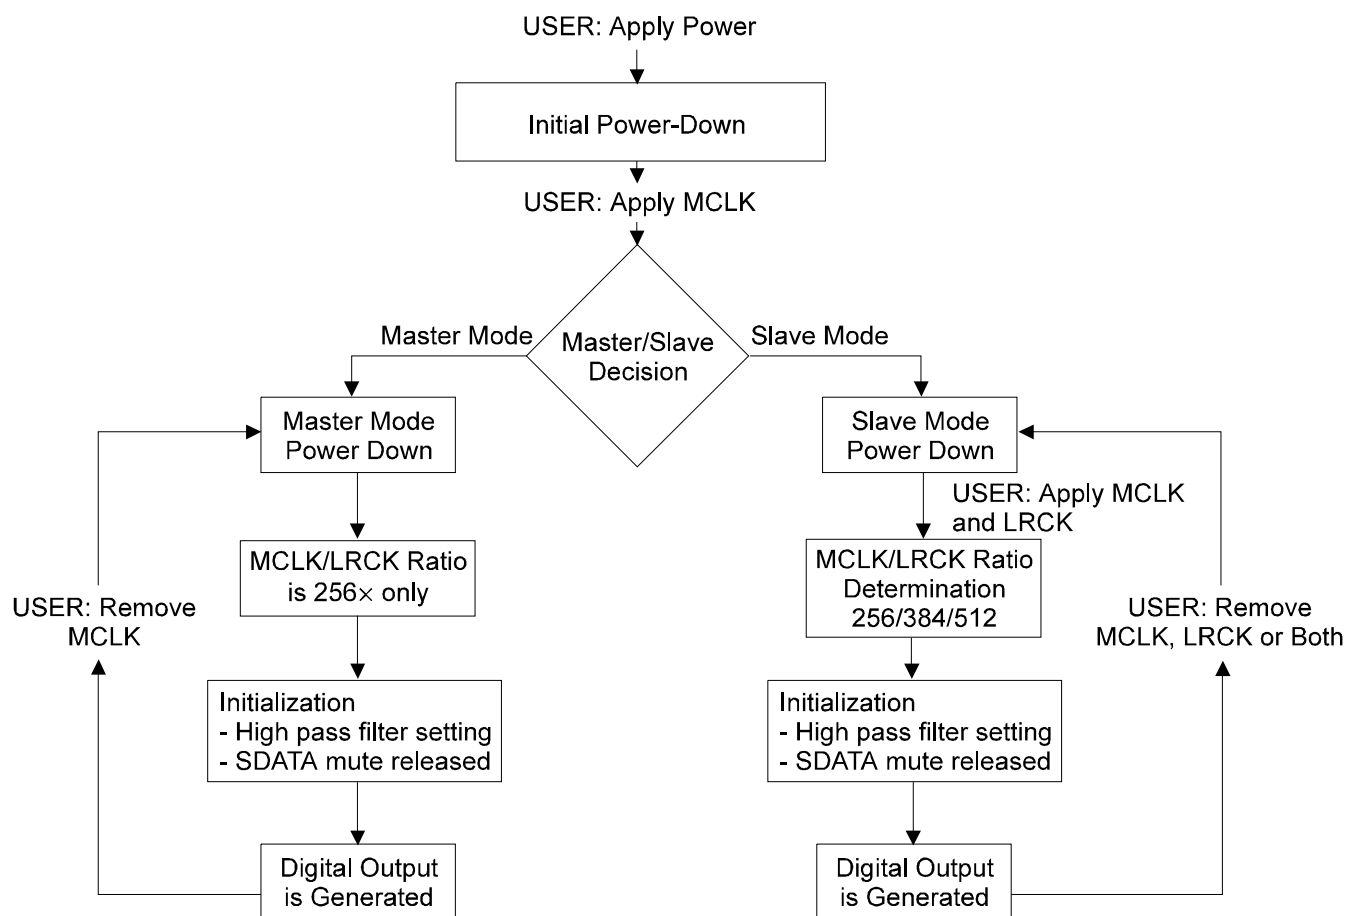 USER: Apply Power
Initial Power-Down
USER: Apply MCLK
Master/Slave
Decision
Master Mode
Slave Mode
Master Mode
Power Down
MCLK/LRCK Ratio
is 256× only
Initialization
- High pass filter setting
- SDATA mute released
Digital Output
is Generated
USER: Remove
MCLK
Slave Mode
Power Down
USER: Apply MCLK
and LRCK
MCLK/LRCK Ratio
Determination
256/384/512
Initialization
- High pass filter setting
- SDATA mute released
Digital Output
is Generated
USER: Remove
MCLK, LRCK or Both